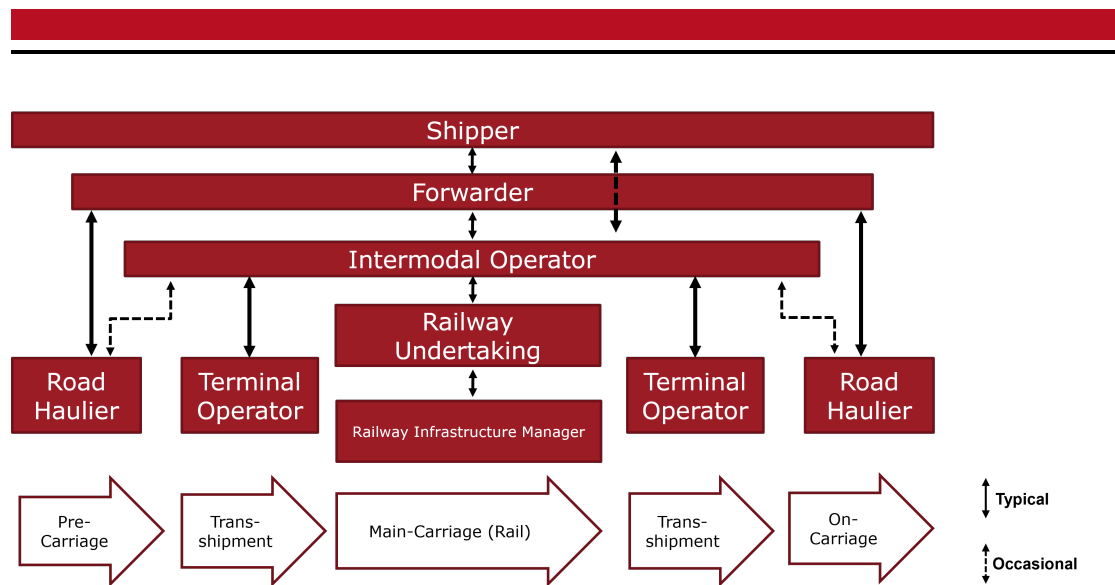 Shipper
Forwarder
Intermodal Operator
Railway
Undertaking
Road
Haulier
Terminal
Operator
Railway Infrastructure Manager
Terminal
Operator
Road
Haulier
Pre-
Carriage
Trans-
shipment
Main-Carriage (Rail)
Trans-
shipment
On-
Carriage
Typical
Occasional